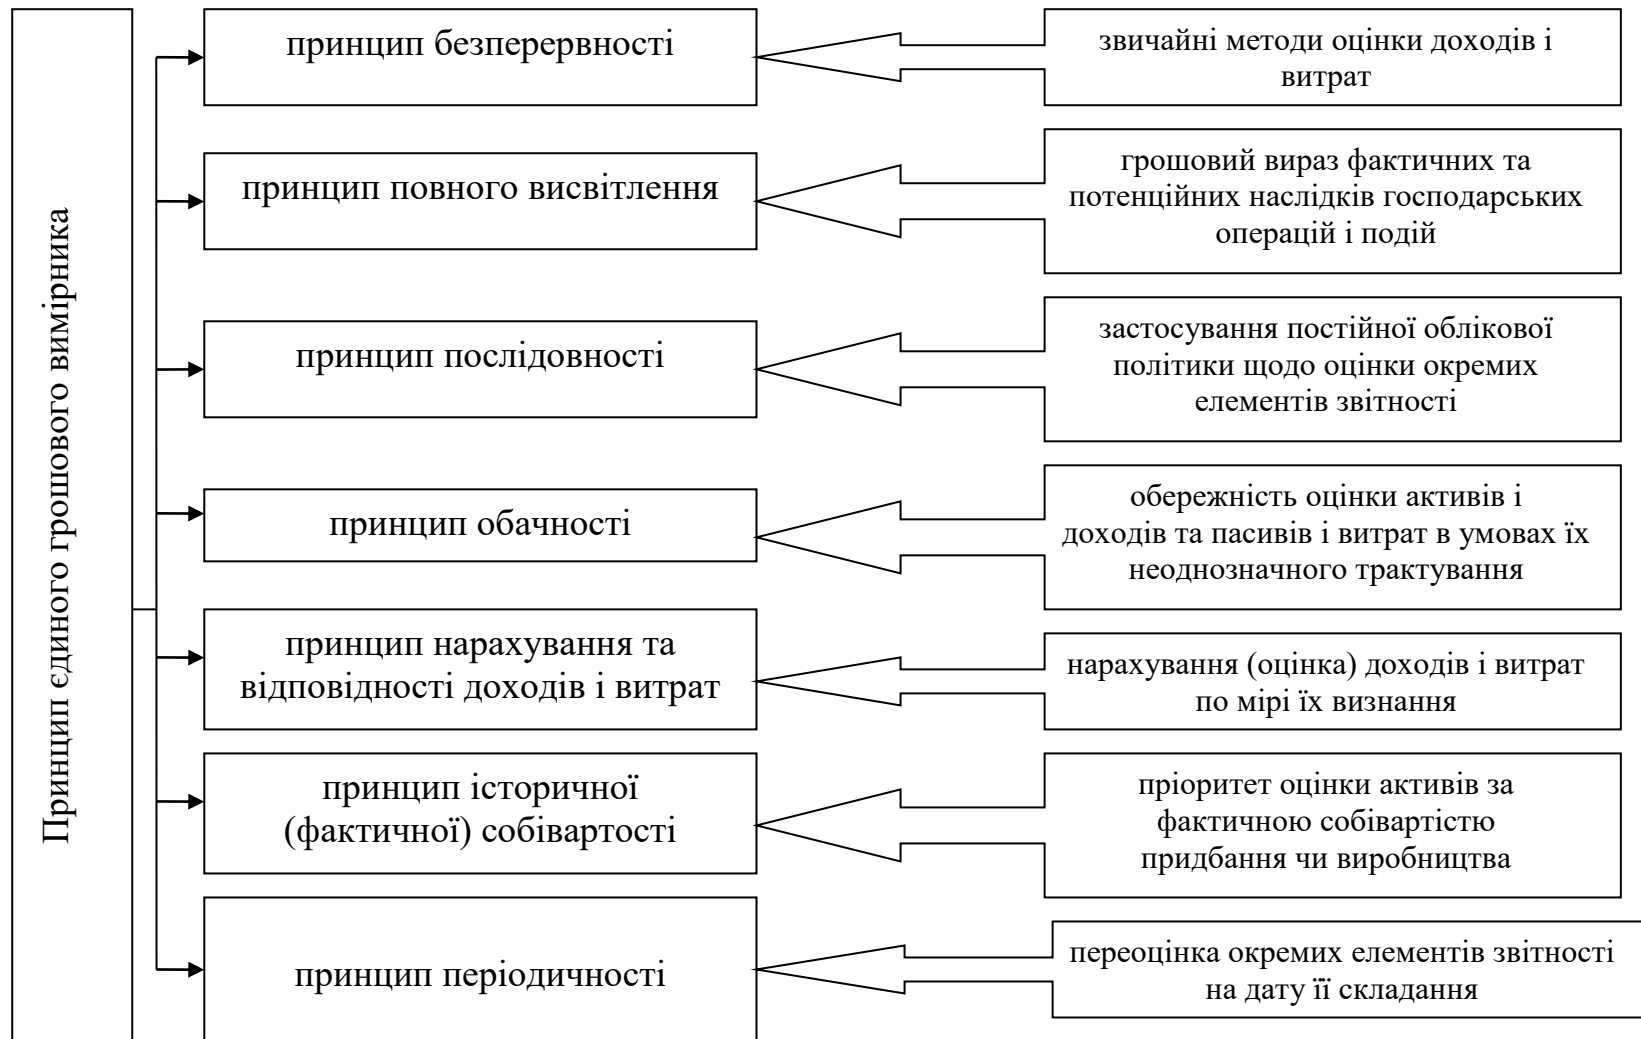 Принцип єдиного грошового вимірника
принцип безперервності
звичайні методи оцінки доходів і
витрат
принцип повного висвітлення
грошовий вираз фактичних та
потенційних наслідків господарських
операцій і подій
принцип послідовності
застосування постійної облікової
політики щодо оцінки окремих
елементів звітності
принцип обачності
обережність оцінки активів і
доходів та пасивів і витрат в умовах їх
неоднозначного трактування
принцип нарахування та
відповідності доходів і витрат
нарахування (оцінка) доходів і витрат
по мірі їх визнання
принцип історичної
(фактичної) собівартості
пріоритет оцінки активів за
фактичною собівартістю
придбання чи виробництва
принцип періодичності
переоцінка окремих елементів звітності
на дату її складання